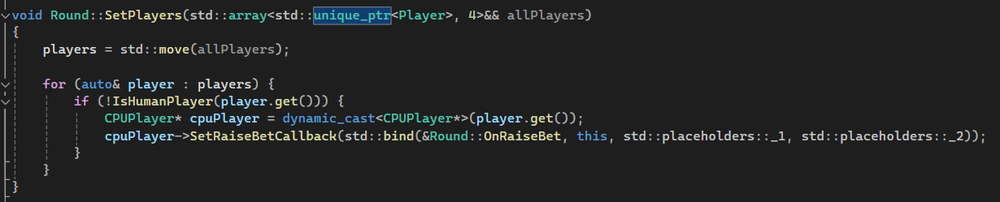 void Round::SetPlayers(std::array<std::unique_ptr<Player>, 4>&& allPlayers)
{
    players = std::move(allPlayers);

    for (auto& player : players) {
        if (!IsHumanPlayer(player.get())) {
            CPUPlayer* cpuPlayer = dynamic_cast<CPUPlayer*>(player.get());
            cpuPlayer->SetRaiseBetCallback(std::bind(&Round::OnRaiseBet, this, std::placeholders::_1, std::placeholders::_2));
        }
    }
}